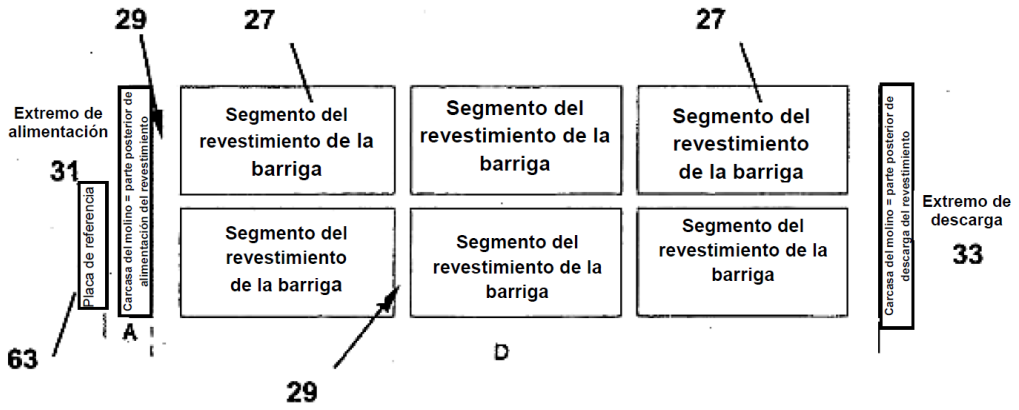 29
27
27
Extremo de
alimentación
31
Placa de referencia
63
A
Carcasa del molino = parte posterior de
alimentación del revestimiento
Segmento del
revestimiento de la
barriga
Segmento del
revestimiento de la
barriga
Segmento del
revestimiento
de la barriga
Segmento del
revestimiento
de la barriga
Segmento del
revestimiento de la
barriga
Segmento del
revestimiento de la
barriga
Carcasa del molino = parte posterior de
descarga del revestimiento
Extremo de
descarga
33
D
29